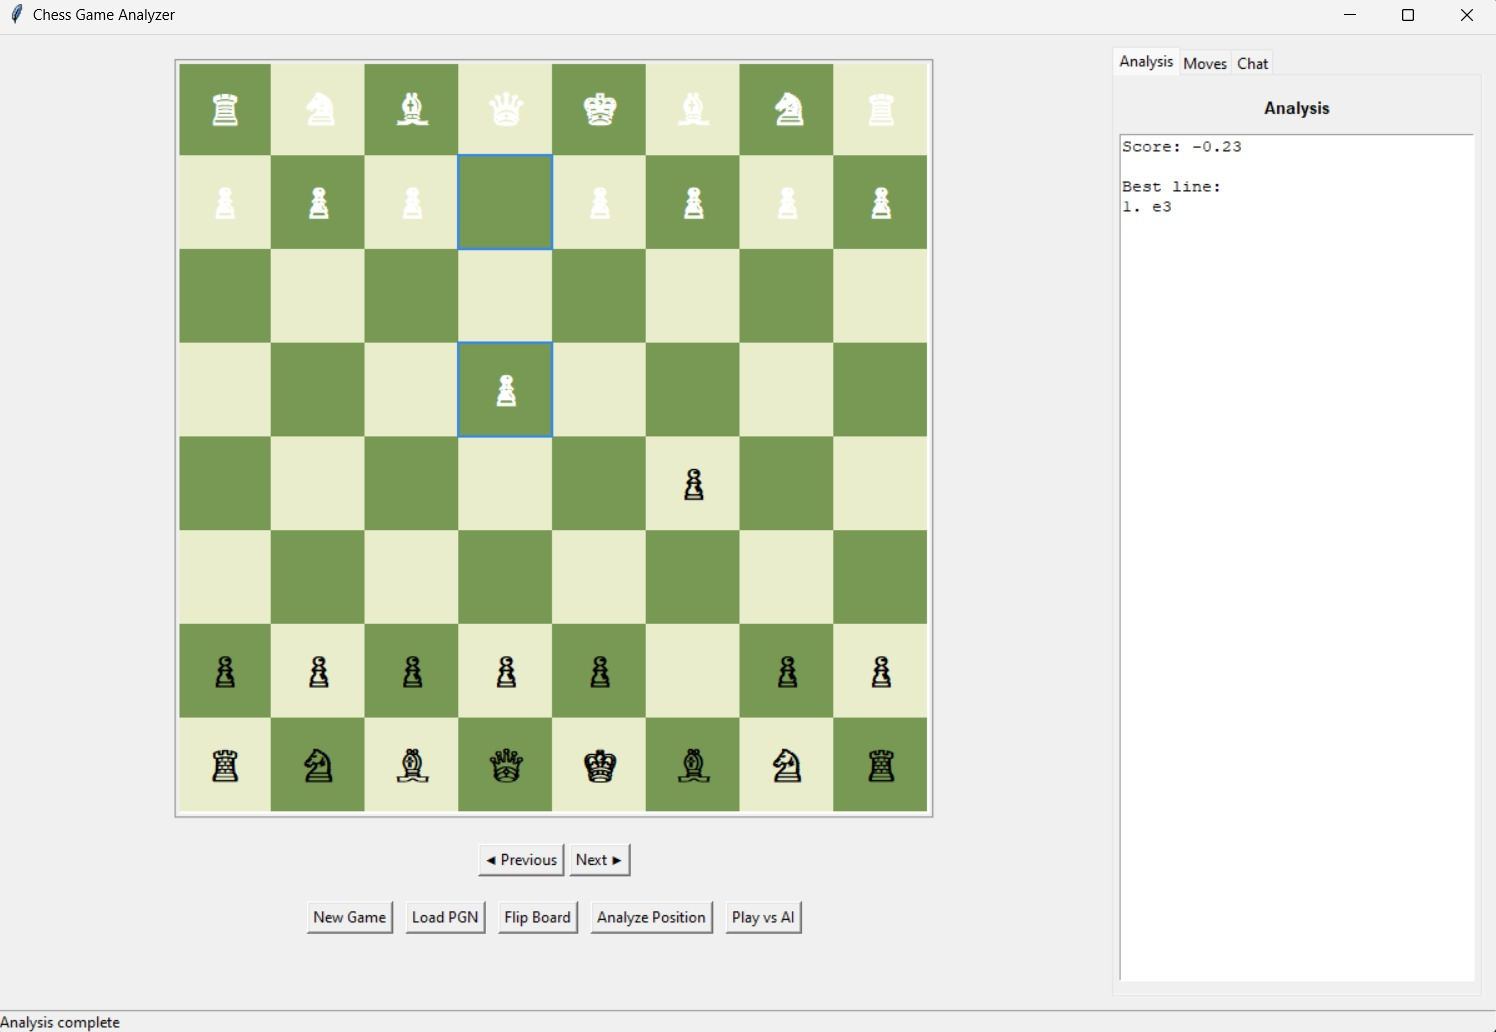 Chess Game Analyzer
Analysis Moves Chat
Analysis
Score: -0.23
Best line:
1. e3
◄ Previous Next ►
New Game Load PGN Flip Board Analyze Position Play vs AI
Analysis complete